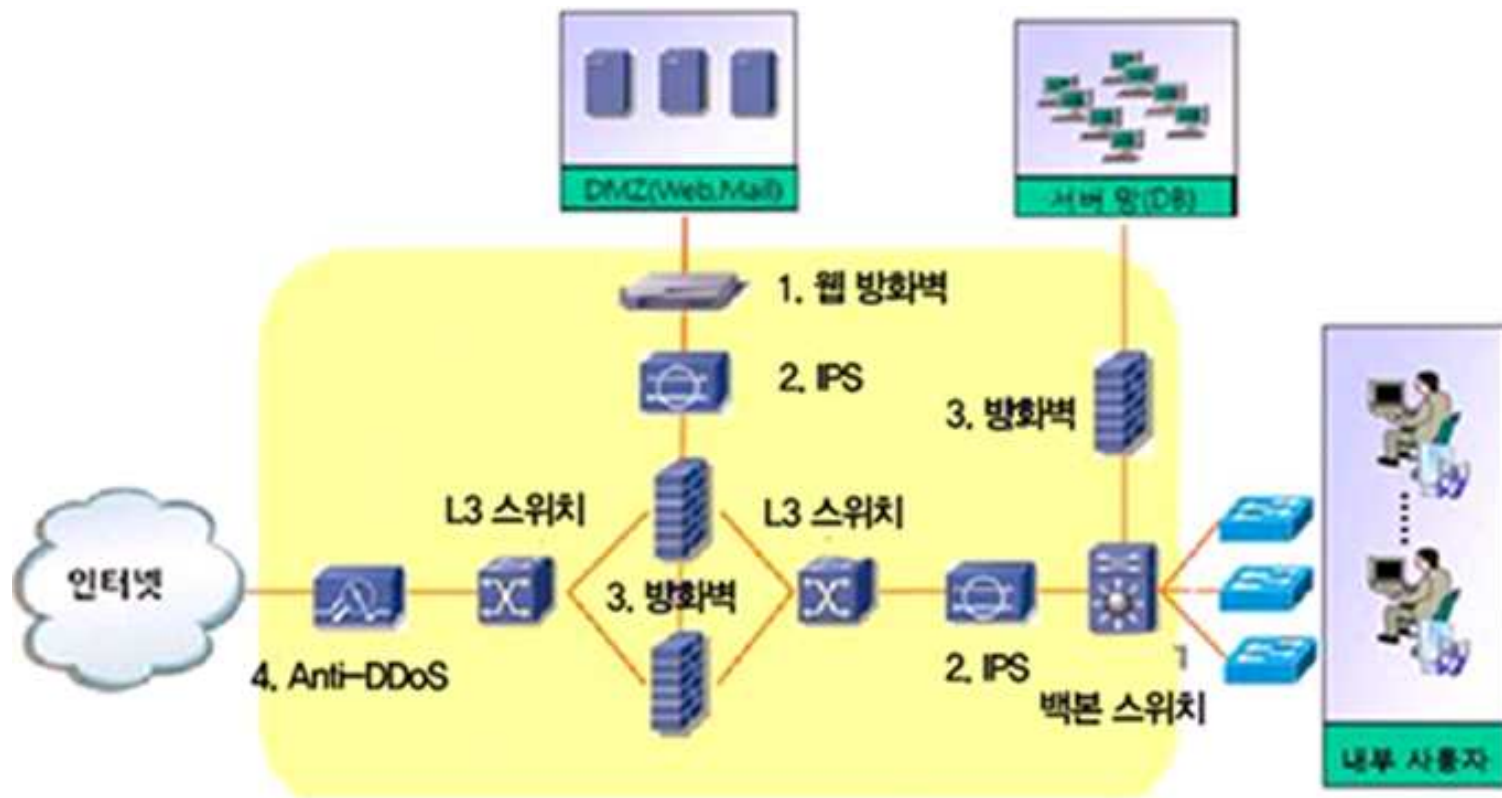 DMZ(Web,Mail)
서버 망(DB)
1. 웹 방화벽
2. IPS
3. 방화벽
L3 스위치
L3 스위치
인터넷
3. 방화벽
4. Anti-DDoS
2. IPS
백본 스위치
내부 사용자